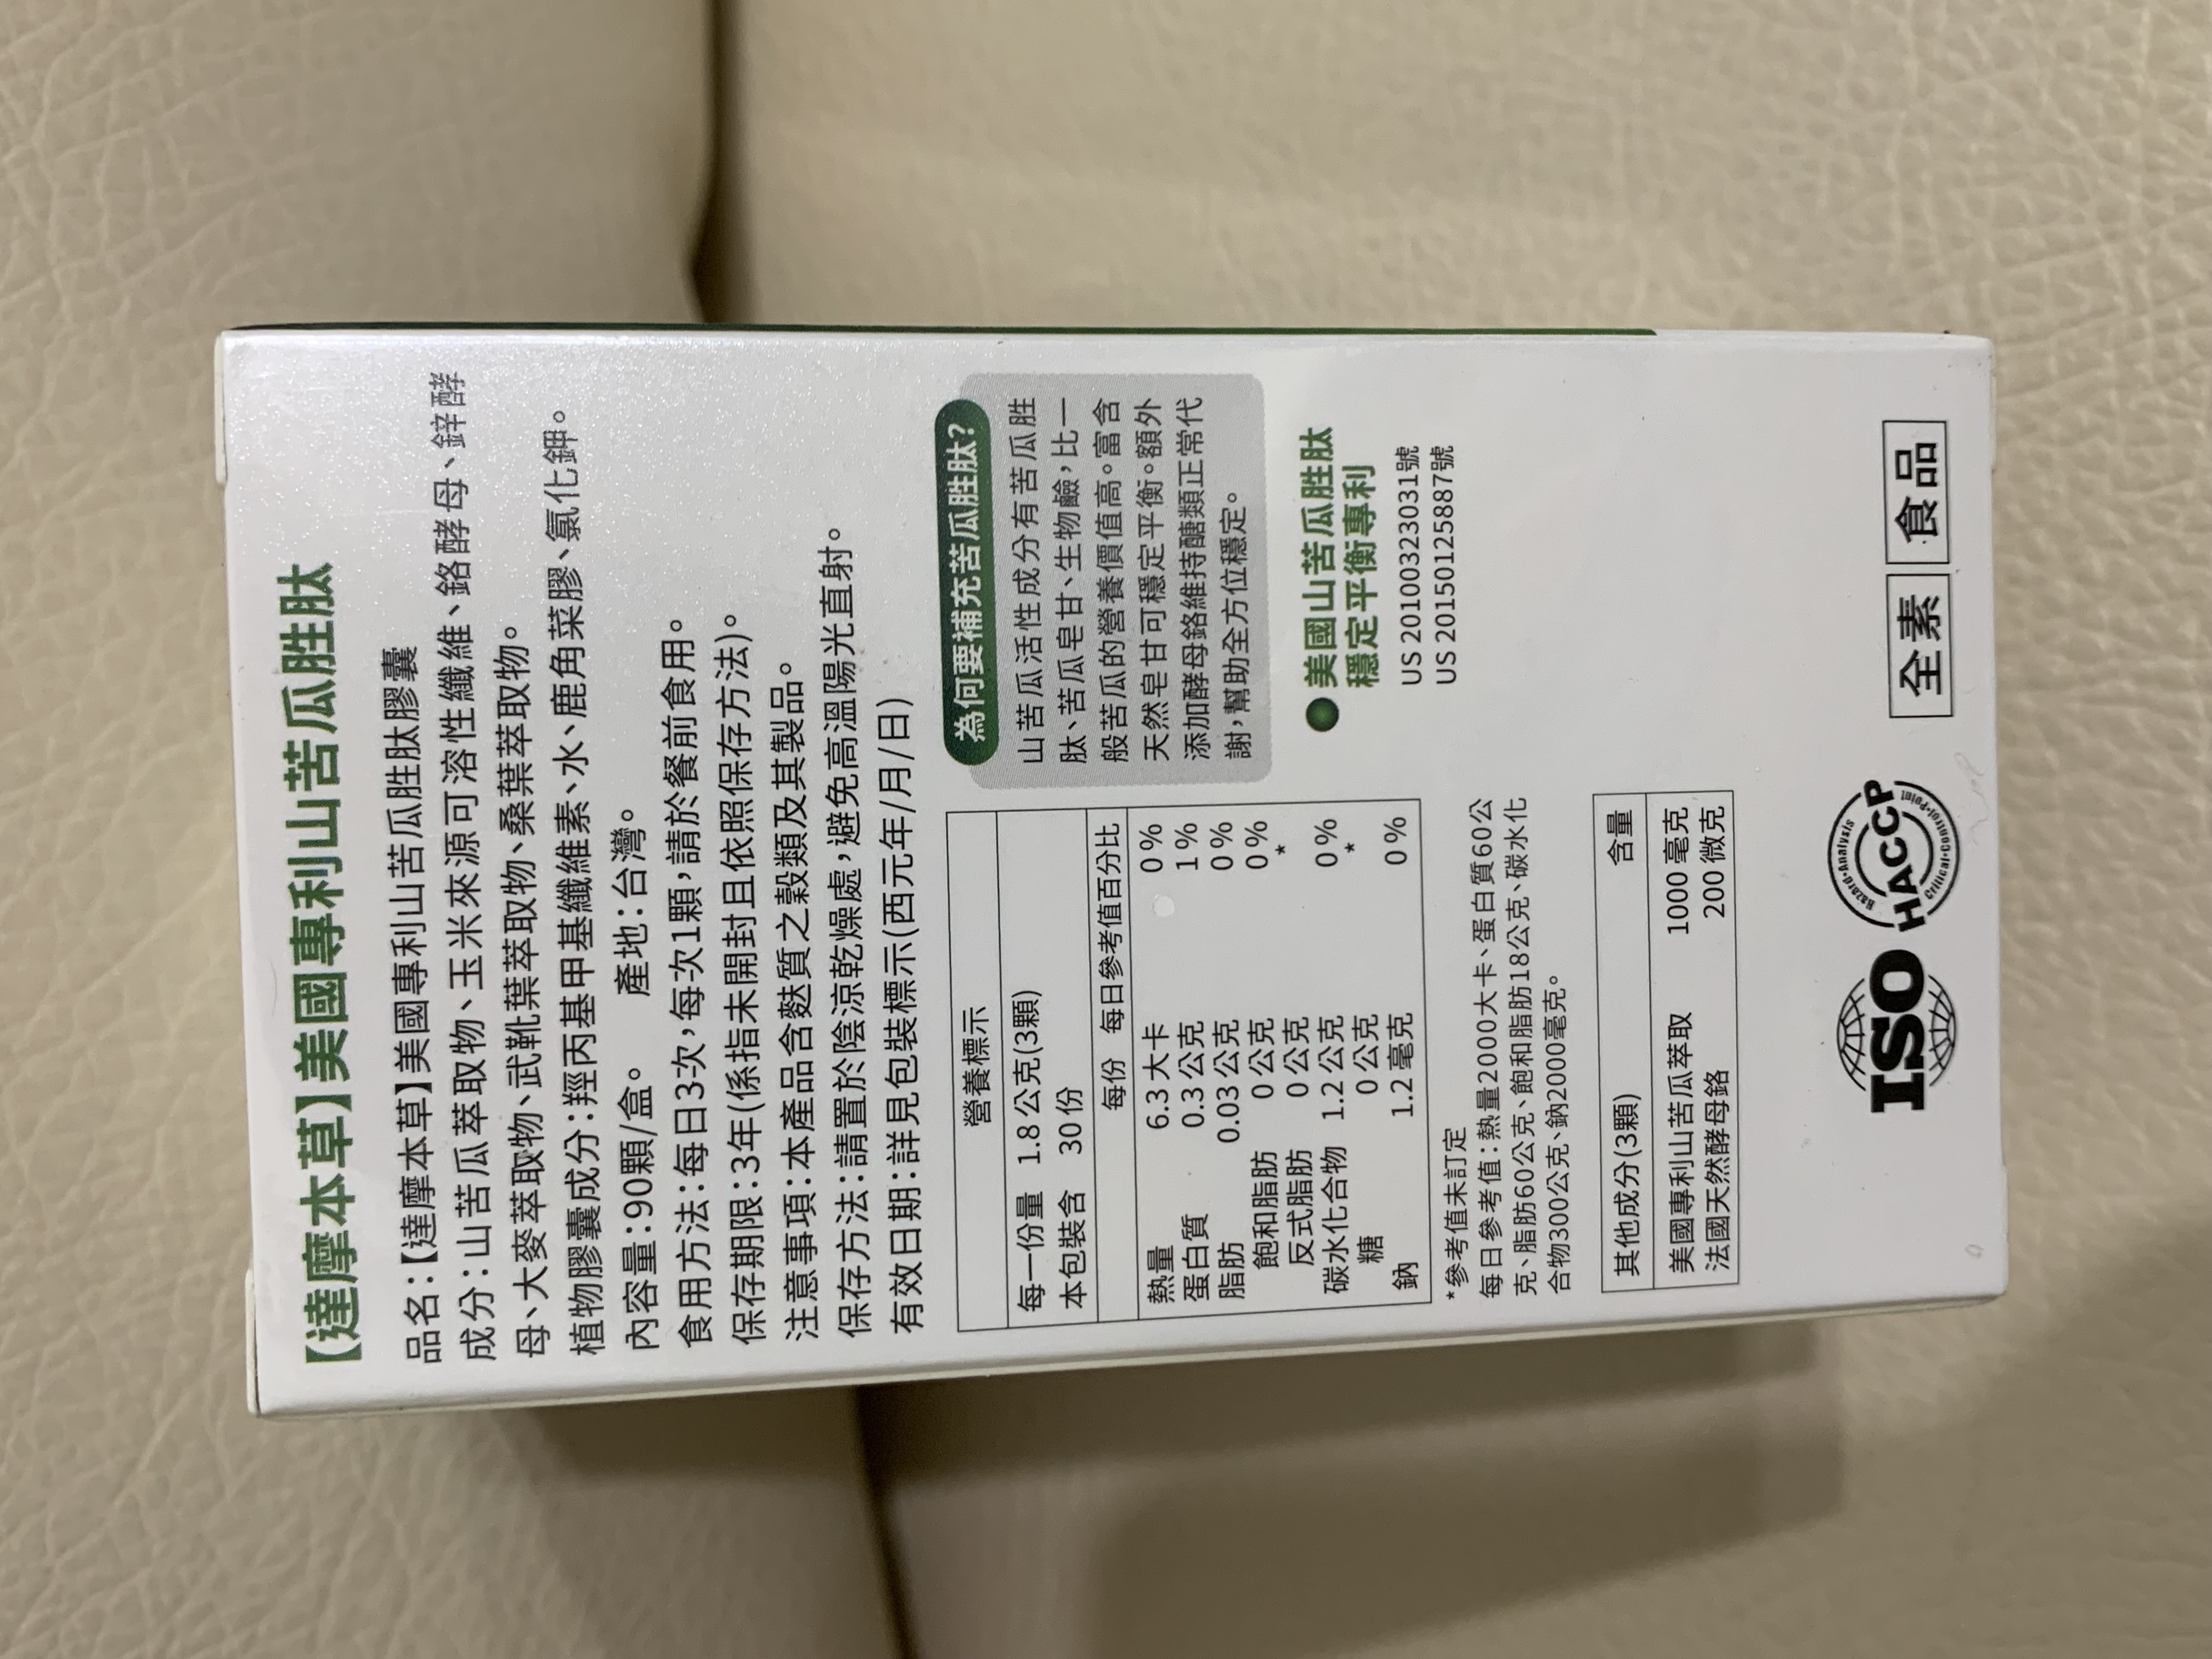 【達摩本草】美國專利山苦瓜胜肽
品名:【達摩本草】美國專利山苦瓜胜肽膠囊
成分:山苦瓜萃取物、玉米來源可溶性纖維、鉻酵母、鋅酵
母、大麥萃取物、武靴葉萃取物、桑葉萃取物。
植物膠囊成分:羥丙基甲基纖維素、水、鹿角菜膠、氯化鉀。
內容量:90顆/盒。 產地:台灣。
食用方法:每日3次,每次1顆,請於餐前食用。
保存期限:3年(係指未開封且依照保存方法)。
注意事項:本產品含麩質之穀類及其製品。
保存方法:請置於陰涼乾燥處,避免高溫陽光直射。
有效日期:詳見包裝標示(西元年/月/日)
營養標示
每一份量 1.8公克(3顆)
本包裝含 30份
每份 每日參考值百分比
熱量 6.3大卡 0%
蛋白質 0.3公克 1%
脂肪 0.03公克 0%
飽和脂肪 0公克 0%
反式脂肪 0公克 *
碳水化合物 1.2公克 0%
糖 0公克 *
鈉 1.2毫克 0%
*參考值未訂定
每日參考值:熱量2000大卡、蛋白質60公
克、脂肪60公克、飽和脂肪18公克、碳水化
合物300公克、鈉2000毫克。
其他成分(3顆) 含量
美國專利山苦瓜萃取 1000毫克
法國天然酵母鉻 200微克
為何要補充苦瓜胜肽?
山苦瓜活性成分有苦瓜胜
肽、苦瓜皂甘、生物鹼,比一
般苦瓜的營養價值高。富含
天然皂甘可穩定平衡。額外
添加酵母鉻維持醣類正常代
謝,幫助全方位穩定。
美國山苦瓜胜肽
穩定平衡專利
US 20100323031號
US 20150125887號
ISO
Hazard•Analysis
HACCP
Critical•Control•Point
全素
食品